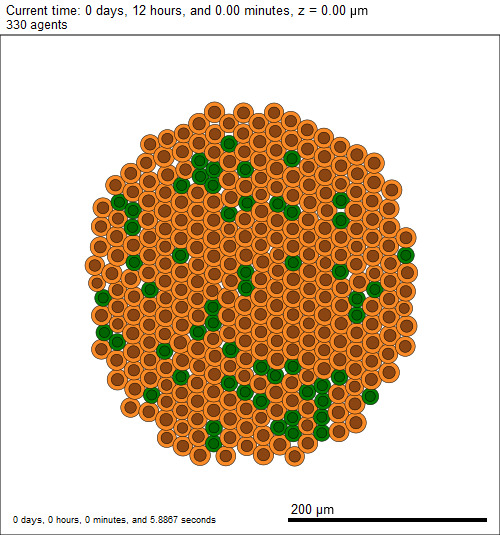 Current time: 0 days, 12 hours, and 0.00 minutes, z = 0.00 μm
330 agents
200 μm
0 days, 0 hours, 0 minutes, and 5.8867 seconds